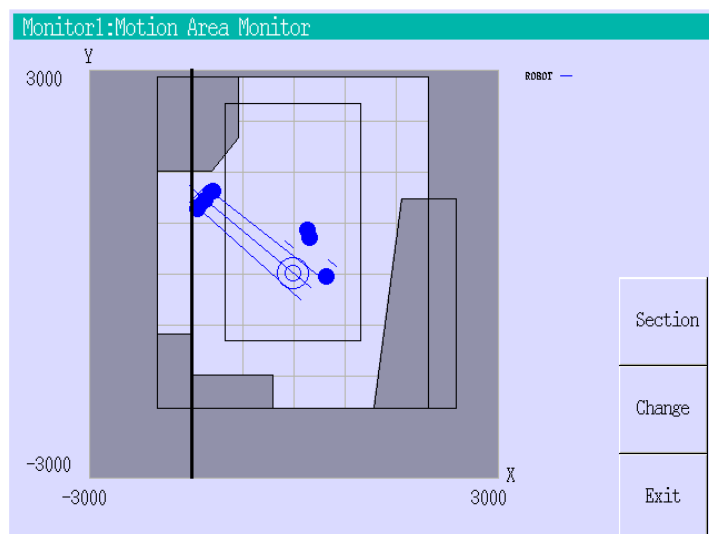 Monitor1:Motion Area Monitor
Y
3000
ROBOT
Section
Change
-3000
X
-3000
3000
Exit